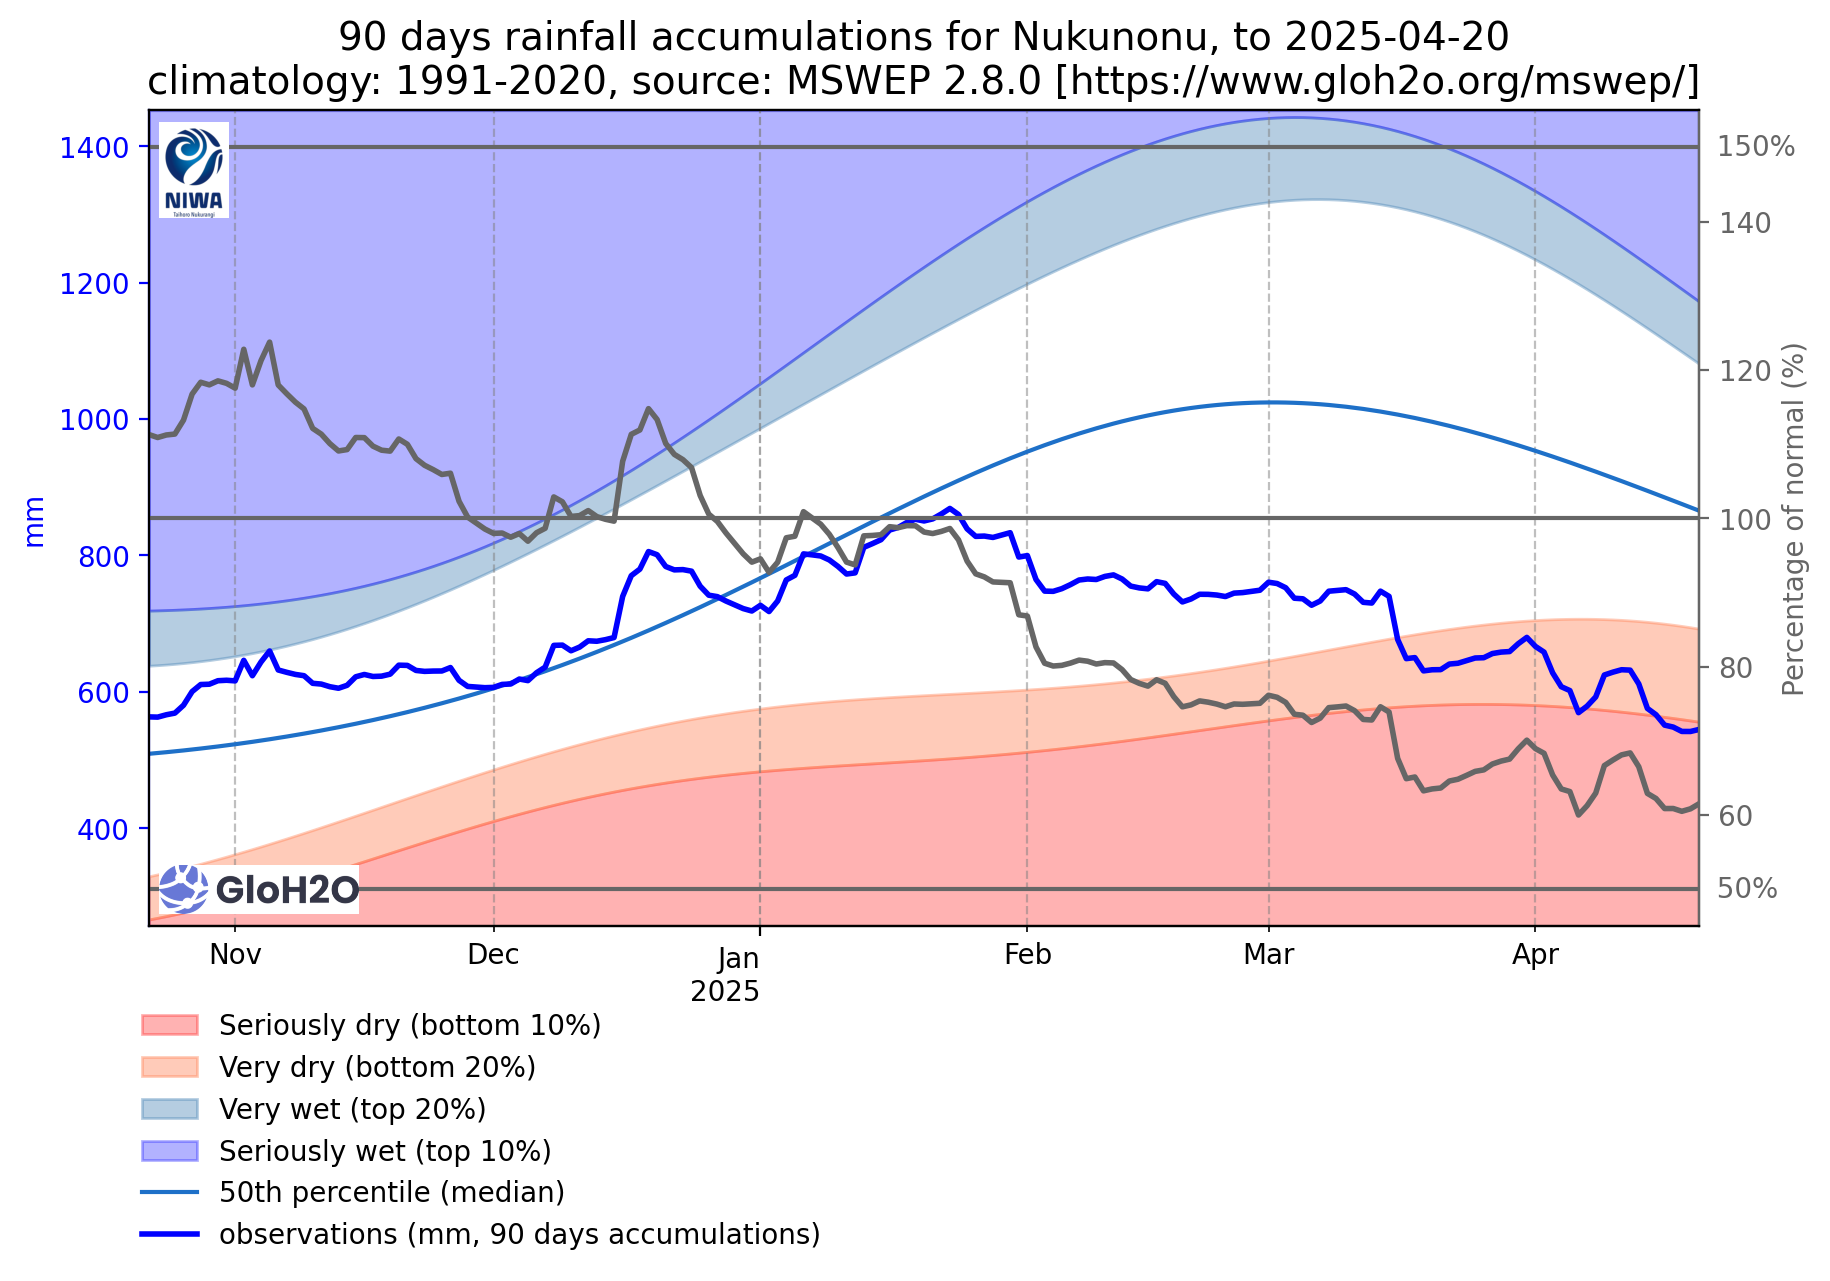 90 days rainfall accumulations for Nukunonu, to 2025-04-20
climatology: 1991-2020, source: MSWEP 2.8.0 [https://www.gloh2o.org/mswep/]
NIWA
Taihoro Nukurangi
1400
1200
1000
800
600
400
mm
150%
140
120
100
80
60
50%
Percentage of normal (%)
GloH2O
Nov
Dec
Jan
2025
Feb
Mar
Apr
Seriously dry (bottom 10%)
Very dry (bottom 20%)
Very wet (top 20%)
Seriously wet (top 10%)
50th percentile (median)
observations (mm, 90 days accumulations)